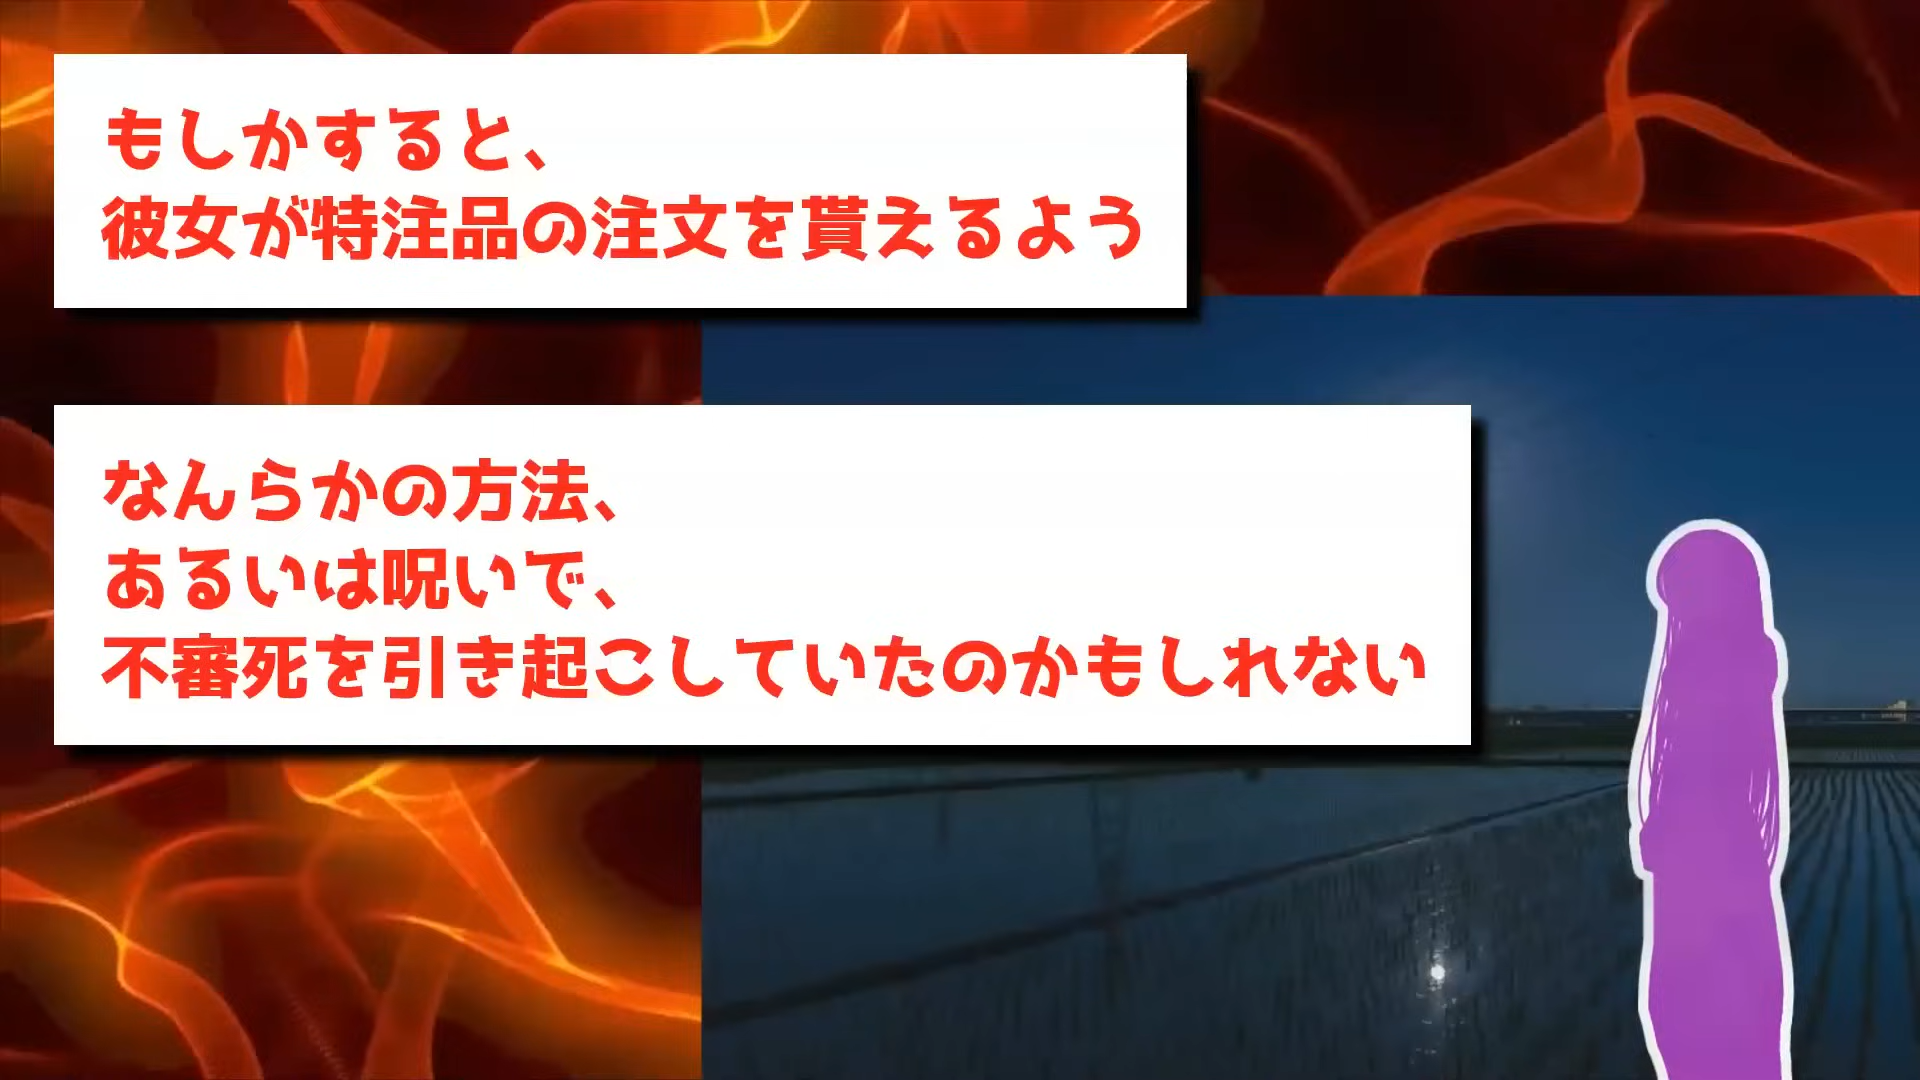 もしかすると、
彼女が特注品の注文を貰えるよう
なんらかの方法、
あるいは呪いで、
不審死を引き起こしていたのかもしれない